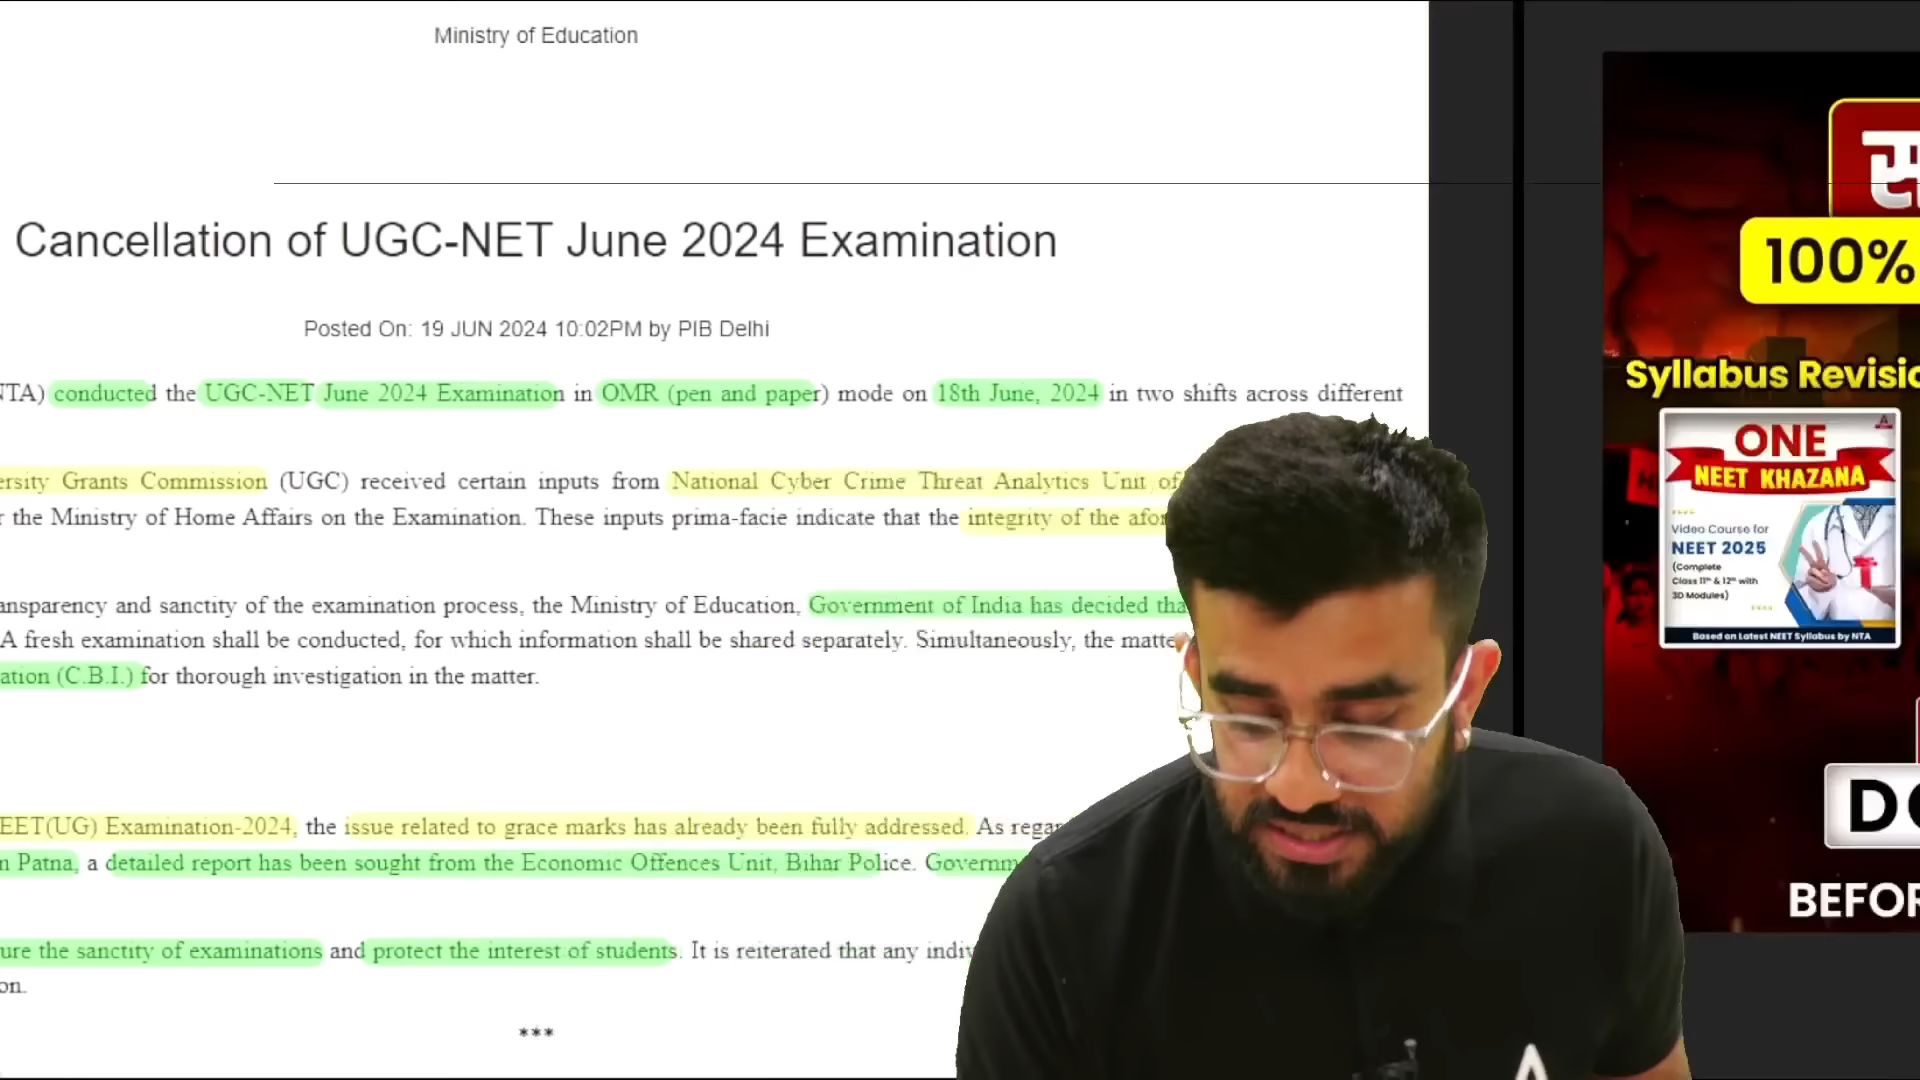 Ministry of Education
Cancellation of UGC-NET June 2024 Examination
Posted On: 19 JUN 2024 10:02PM by PIB Delhi
NTA) conducted the UGC-NET June 2024 Examination in OMR (pen and paper) mode on 18th June, 2024 in two shifts across different
ersity Grants Commission (UGC) received certain inputs from National Cyber Crime Threat Analytics Unit of
r the Ministry of Home Affairs on the Examination. These inputs prima-facie indicate that the integrity of the afor
ansparency and sanctity of the examination process, the Ministry of Education, Government of India has decided tha
A fresh examination shall be conducted, for which information shall be shared separately. Simultaneously, the matte
ation (C.B.I.) for thorough investigation in the matter.
EET(UG) Examination-2024, the issue related to grace marks has already been fully addressed. As regar
n Patna, a detailed report has been sought from the Economic Offences Unit, Bihar Police. Governm
ure the sanctity of examinations and protect the interest of students. It is reiterated that any indiv
on.
***
100%
Syllabus Revisio
ONE
NEET KHAZANA
Video Course for
NEET 2025
(Complete
Class 11th & 12th with
3D Modules)
Based on Latest NEET Syllabus by NTA
BEFOR